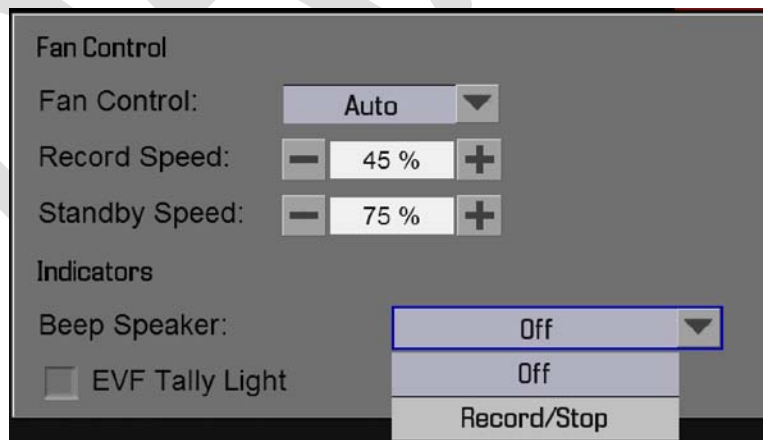 Fan Control
Fan Control: Auto
Record Speed: 45 %
Standby Speed: 75 %
Indicators
Beep Speaker: Off
EVF Tally Light Off
Record/Stop